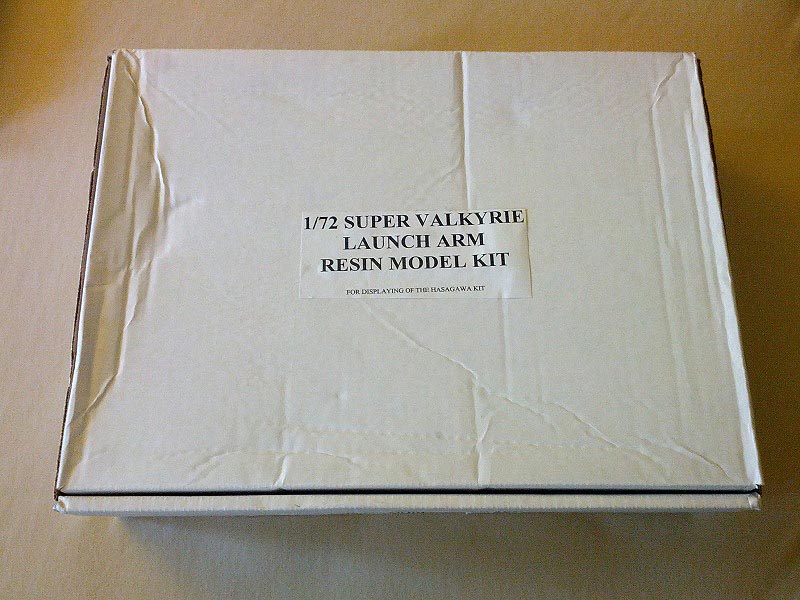 1/72 SUPER VALKYRIE
LAUNCH ARM
RESIN MODEL KIT
FOR DISPLAYING OF THE HASAGAWA KIT